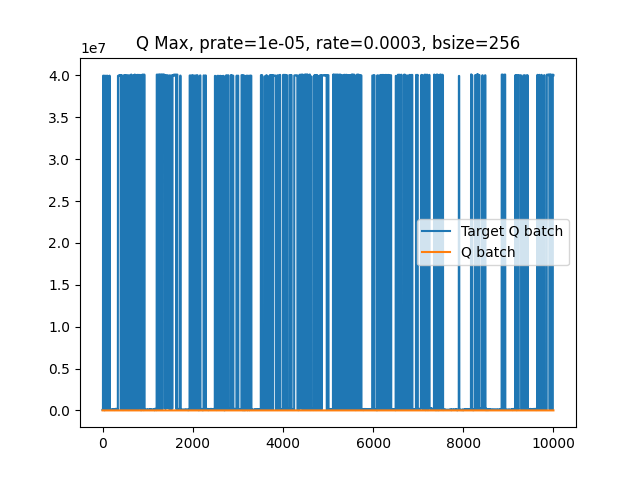 Q Max, prate=1e-05, rate=0.0003, bsize=256
1e7
4.0
3.5
3.0
2.5
2.0
1.5
1.0
0.5
0.0
Target Q batch
Q batch
0 2000 4000 6000 8000 10000